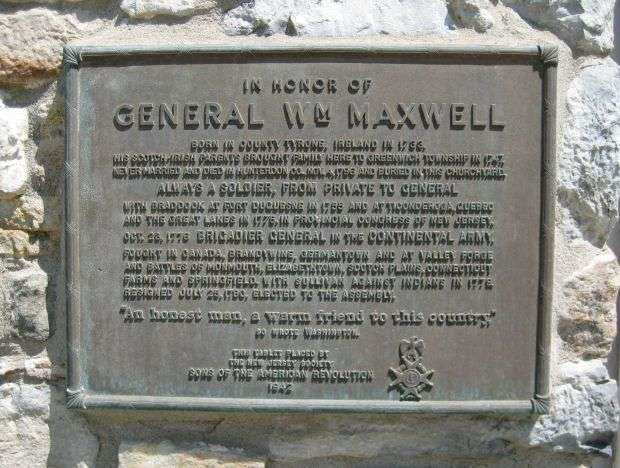 IN HONOR OF
GENERAL WM MAXWELL
BORN IN COUNTY TYRONE, IRELAND IN 1733.
HIS SCOTCH-IRISH PARENTS BROUGHT FAMILY HERE TO GREENWICH TOWNSHIP IN 1747.
NEVER MARRIED AND DIED IN HUNTERDON CO. NOV. 4, 1796 AND BURIED IN THIS CHURCHYARD.
ALWAYS A SOLDIER, FROM PRIVATE TO GENERAL
WITH BRADDOCK AT FORT DUQUESNE IN 1755 AND AT TICONDEROGA, QUEBEC
AND THE GREAT LAKES IN 1775, IN PROVINCIAL CONGRESS OF NEW JERSEY,
OCT. 23, 1776 BRIGADIER GENERAL IN THE CONTINENTAL ARMY,
FOUGHT IN CANADA, BRANDYWINE, GERMANTOWN AND AT VALLEY FORGE
AND BATTLES OF MONMOUTH, ELIZABETHTOWN, SCOTCH PLAINS, CONNECTICUT
FARMS AND SPRINGFIELD, WITH SULLIVAN AGAINST INDIANS IN 1779.
RESIGNED JULY 25, 1780, ELECTED TO THE ASSEMBLY.
"An honest man, a warm friend to this country,"
SO WROTE WASHINGTON.
THIS TABLET PLACED BY
THE NEW JERSEY SOCIETY
SONS OF THE AMERICAN REVOLUTION
1942